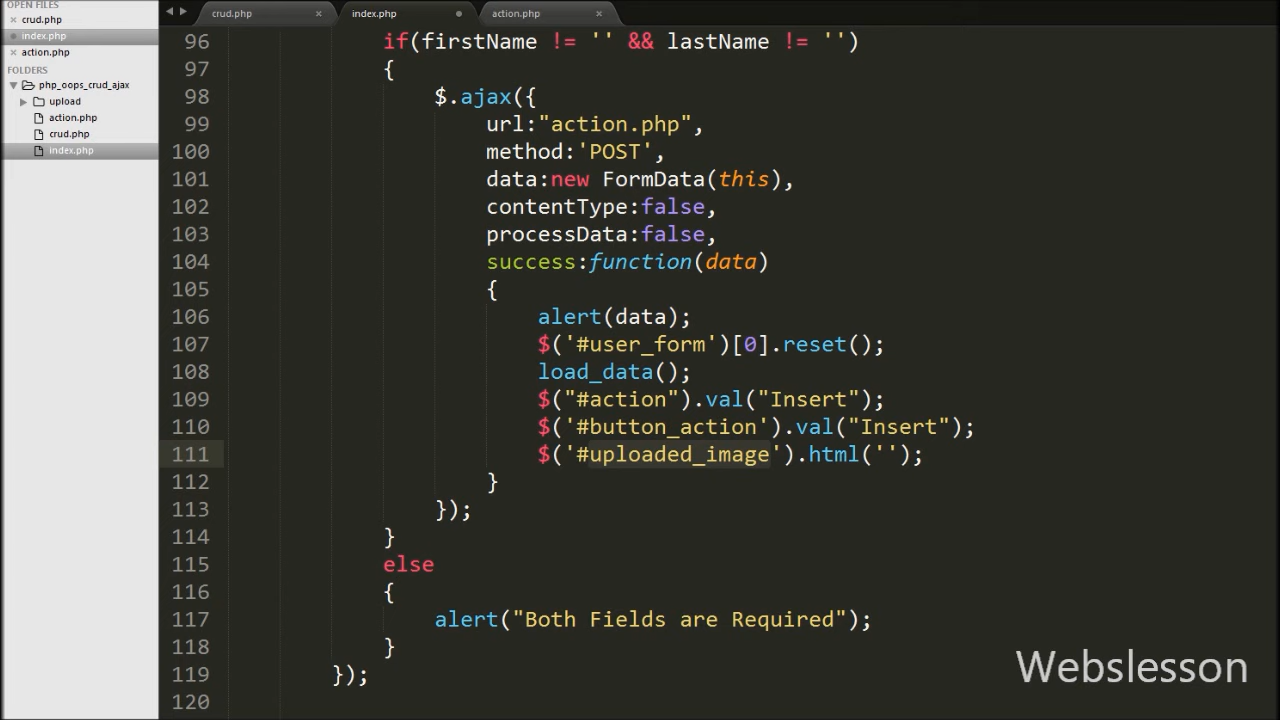 OPEN FILES
crud.php
index.php
action.php
FOLDERS
php_oops_crud_ajax
upload
action.php
crud.php
index.php
crud.php
index.php
action.php
96 if(firstName != '' && lastName != '')
97 {
98 $.ajax({
99 url:"action.php",
100 method:'POST',
101 data:new FormData(this),
102 contentType:false,
103 processData:false,
104 success:function(data)
105 {
106 alert(data);
107 $('#user_form')[0].reset();
108 load_data();
109 $("#action").val("Insert");
110 $('#button_action').val("Insert");
111 $('#uploaded_image').html('');
112 }
113 });
114 }
115 else
116 {
117 alert("Both Fields are Required");
118 }
119 });
120
Webslesson